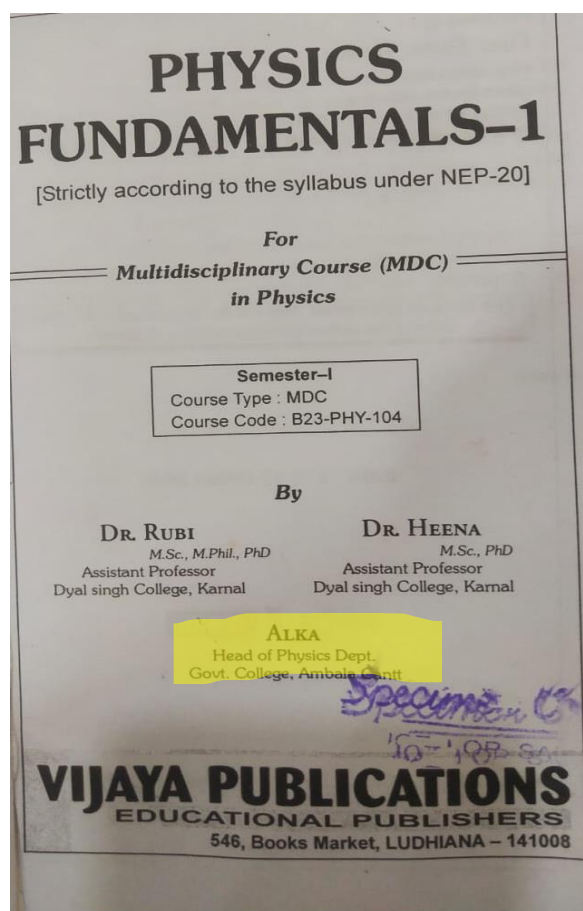 PHYSICS
FUNDAMENTALS–1
[Strictly according to the syllabus under NEP-20]
For
Multidisciplinary Course (MDC)
in Physics
Semester–I
Course Type : MDC
Course Code : B23-PHY-104
By
DR. RUBI
M.Sc., M.Phil., PhD
Assistant Professor
Dyal singh College, Karnal
DR. HEENA
M.Sc., PhD
Assistant Professor
Dyal singh College, Karnal
ALKA
Head of Physics Dept.
Govt. College, Ambala Cantt
Specimen
VIJAYA PUBLICATIONS
EDUCATIONAL PUBLISHERS
546, Books Market, LUDHIANA – 141008